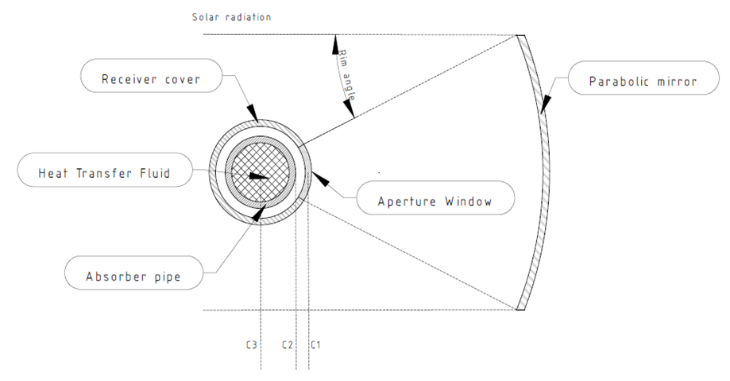 Solar radiation
Receiver cover
Rim angle
Parabolic mirror
Heat Transfer Fluid
Aperture Window
Absorber pipe
C3
C2
C1